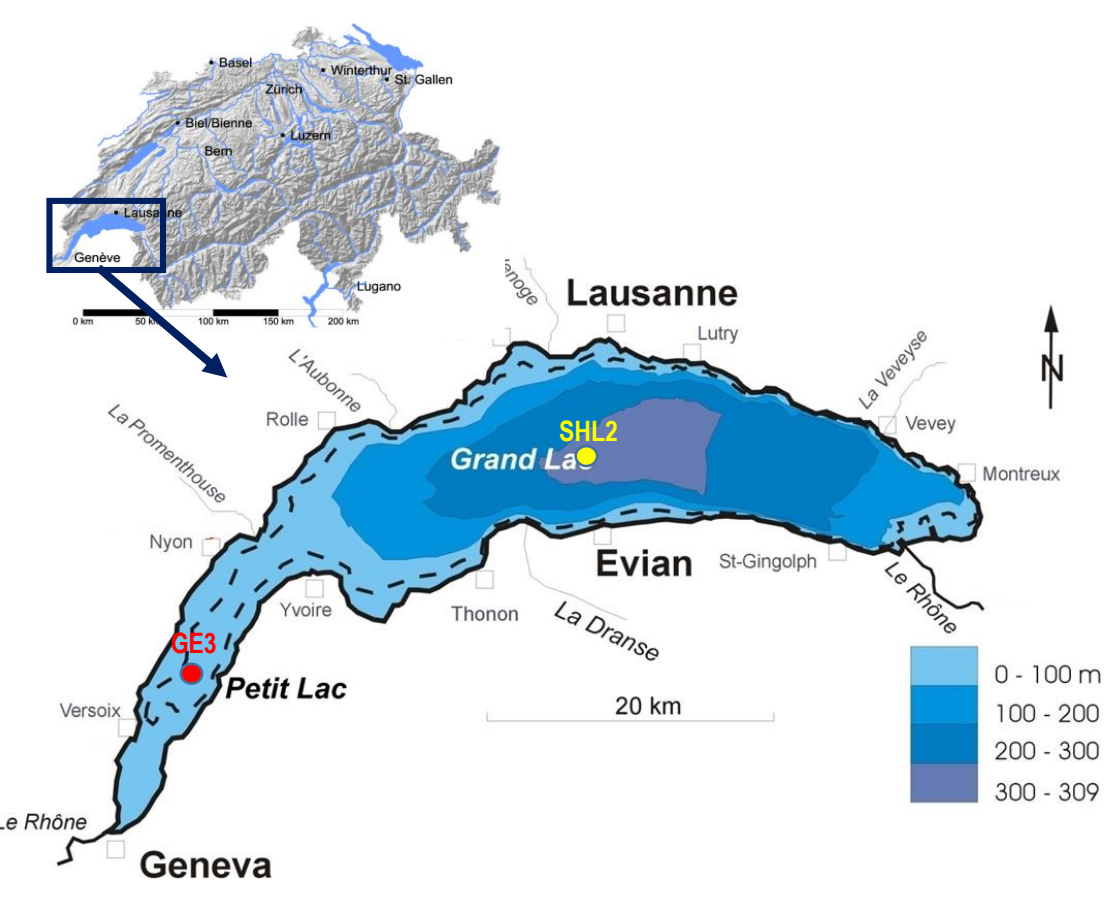 Basel
Winterthur
St. Gallen
Zürich
Biel/Bienne
Luzern
Bern
Lausanne
Genève
Lugano
0 km
50 km
100 km
150 km
200 km
enoge
Lausanne
Lutry
La Veveyse
L'Aubonne
La Promenthouse
Rolle
Vevey
SHL2
Grand Lac
Montreux
N
Nyon
Evian
St-Gingolph
Le Rhône
Yvoire
Thonon
La Dranse
GE3
Petit Lac
Versoix
20 km
0 - 100 m
100 - 200
200 - 300
300 - 309
Le Rhône
Geneva